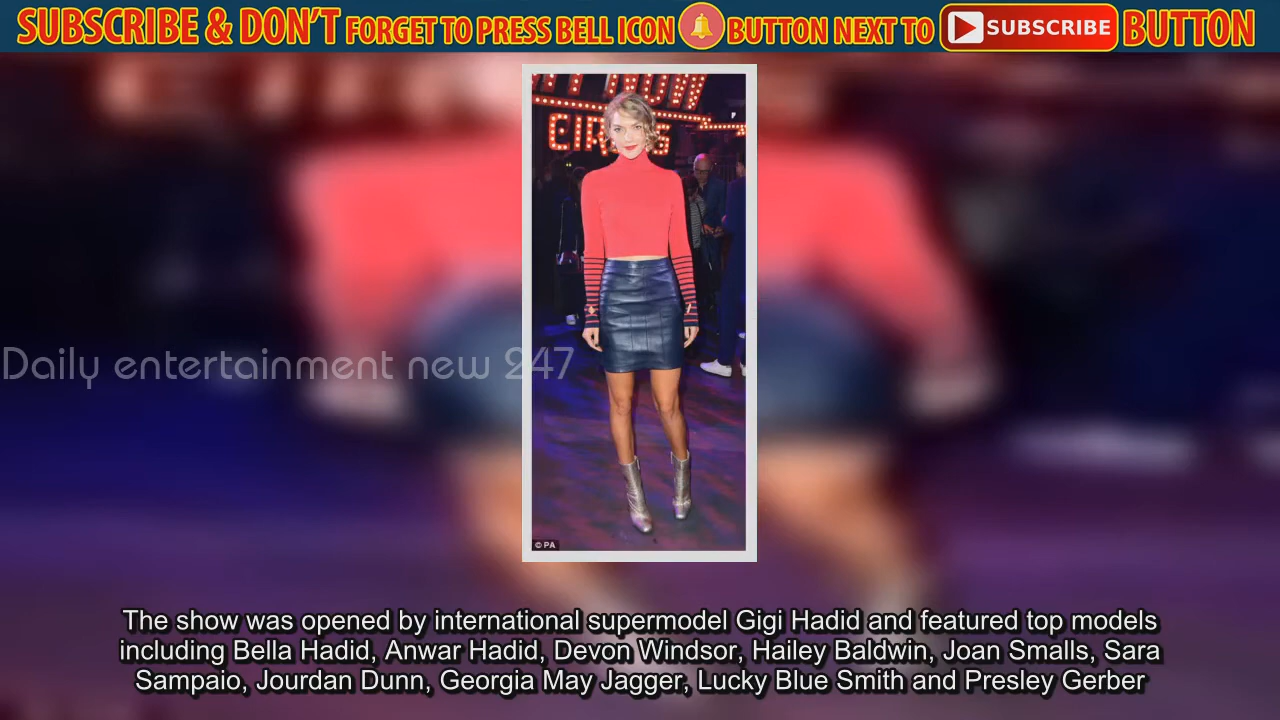 SUBSCRIBE & DON'T FORGET TO PRESS BELL ICON BUTTON NEXT TO SUBSCRIBE BUTTON
CIR
S
Daily entertainment new 247
© PA
The show was opened by international supermodel Gigi Hadid and featured top models
including Bella Hadid, Anwar Hadid, Devon Windsor, Hailey Baldwin, Joan Smalls, Sara
Sampaio, Jourdan Dunn, Georgia May Jagger, Lucky Blue Smith and Presley Gerber